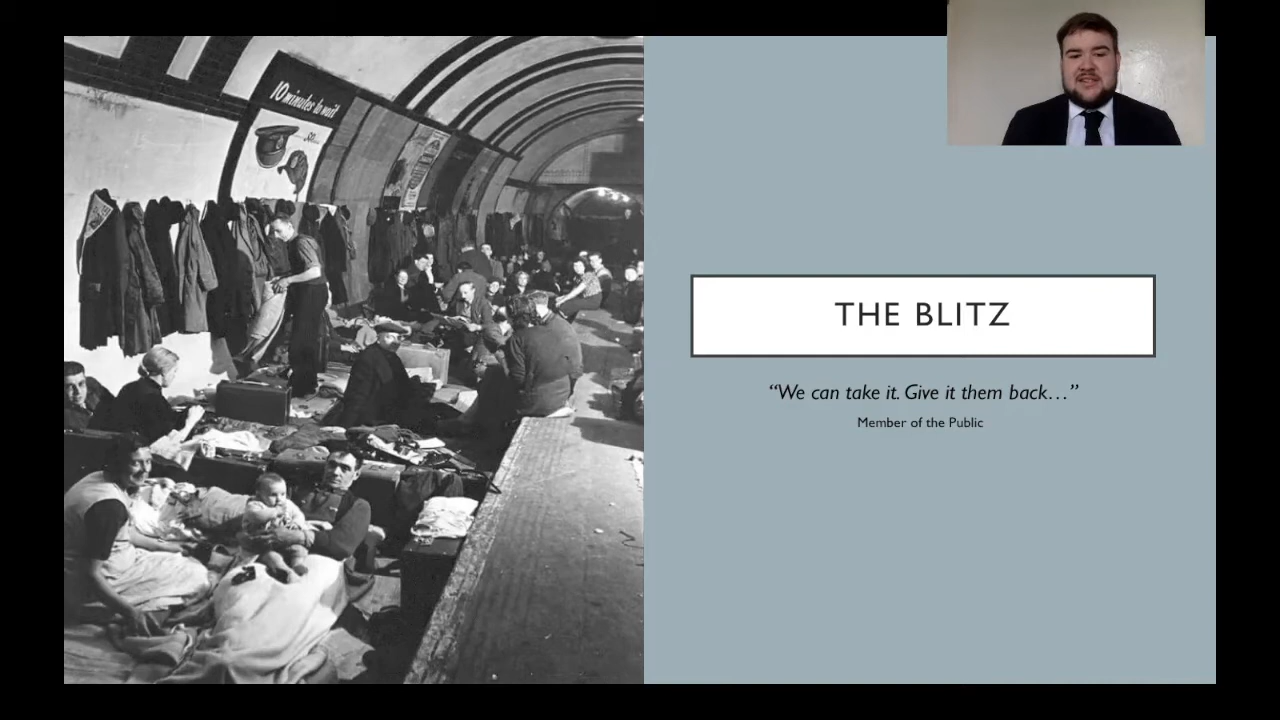 10 minutes to wait
THE BLITZ
“We can take it. Give it them back…”
Member of the Public